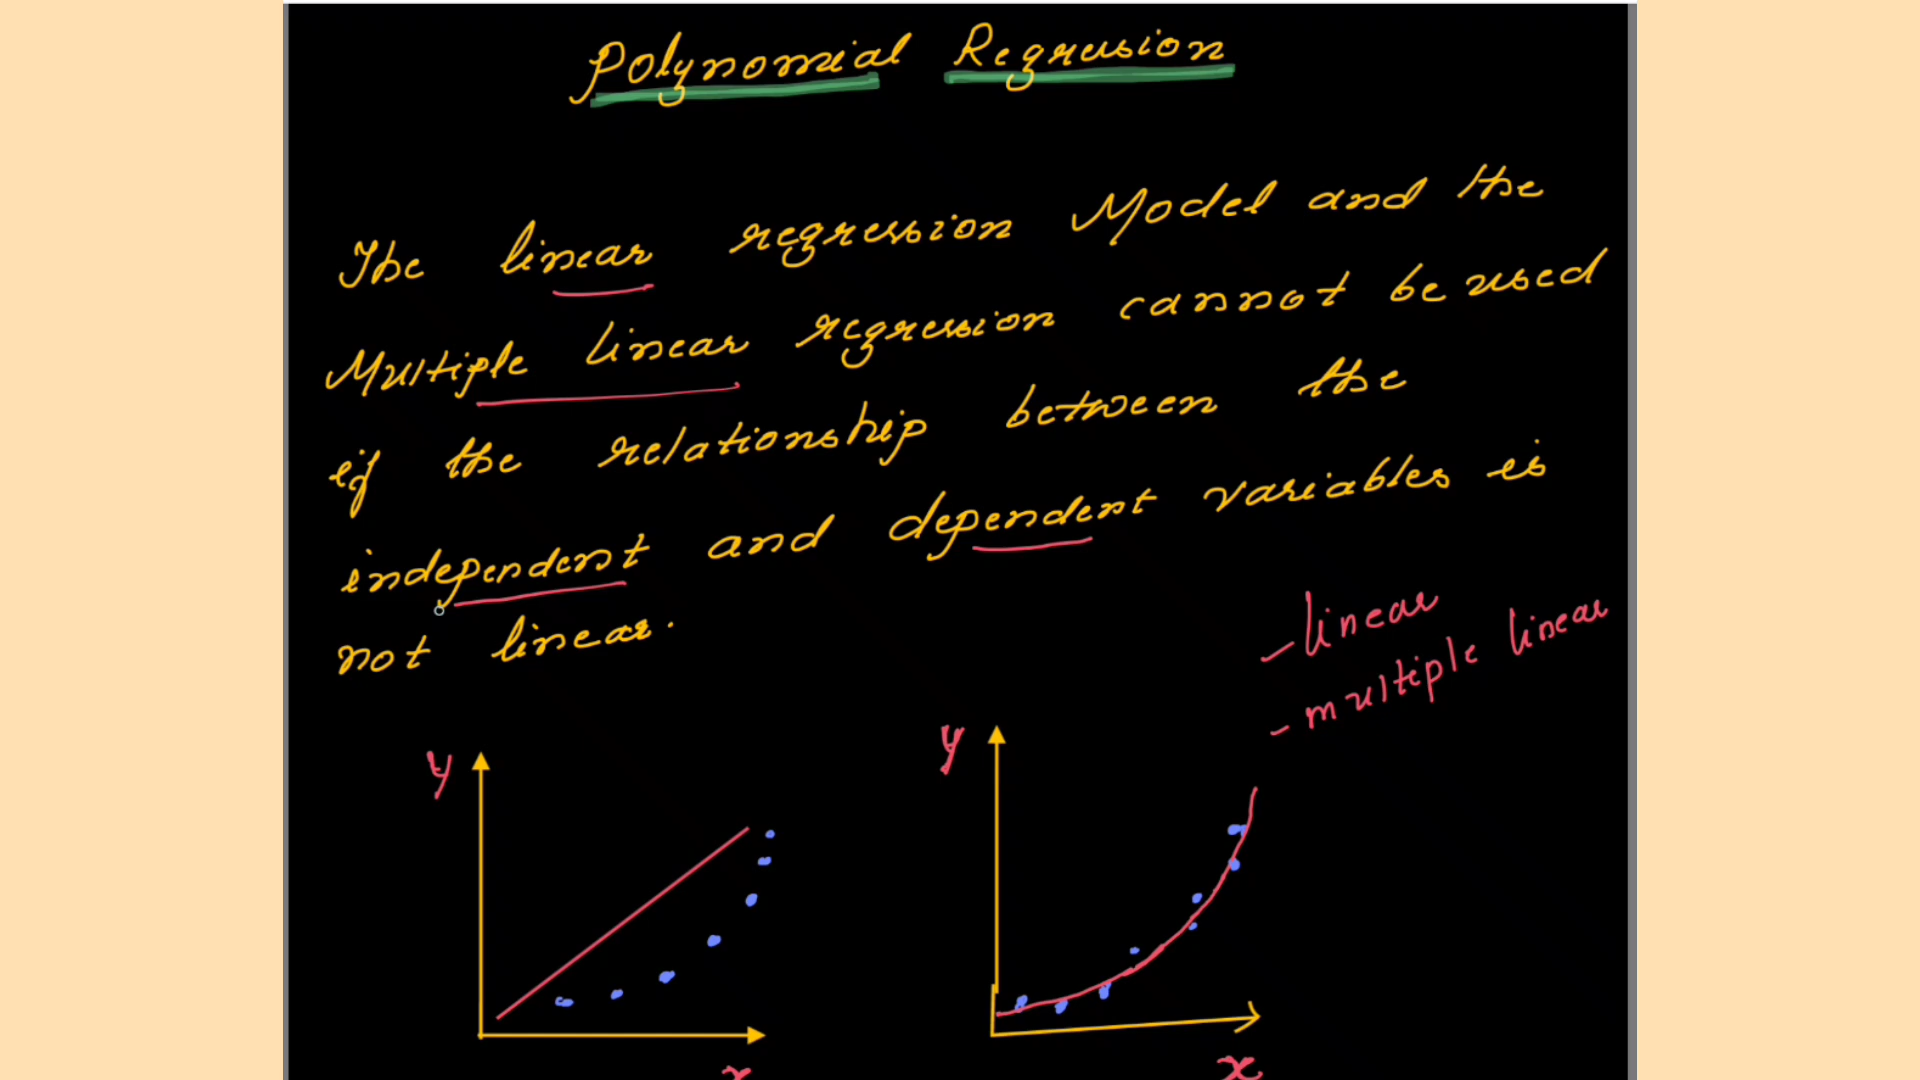 Polynomial Regression
The linear regression Model and the
Multiple linear regression cannot be used
if the relationship between the
independent and dependent variables is
not linear.
- linear
- multiple linear
y
y
x
x